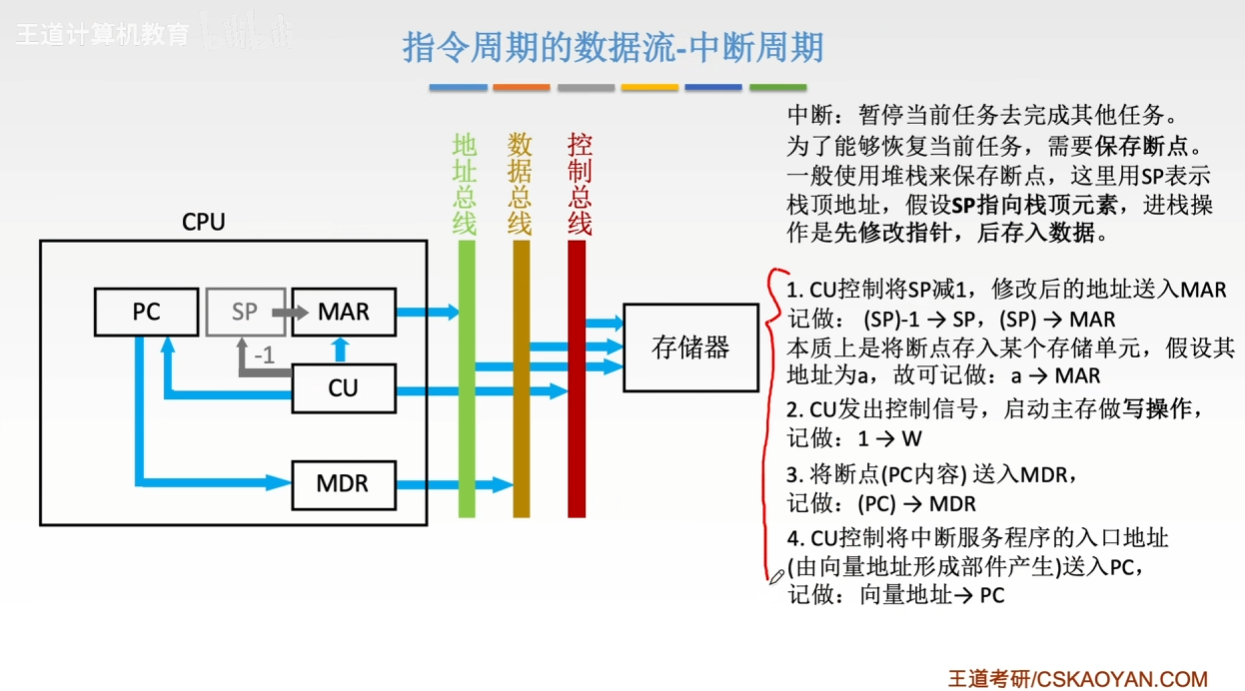 王道计算机教育 bilibili
指令周期的数据流-中断周期
地址总线
数据总线
控制总线
CPU
PC
SP
MAR
-1
CU
MDR
存储器
中断：暂停当前任务去完成其他任务。
为了能够恢复当前任务，需要保存断点。
一般使用堆栈来保存断点，这里用SP表示
栈顶地址，假设SP指向栈顶元素，进栈操
作是先修改指针，后存入数据。
1. CU控制将SP减1，修改后的地址送入MAR
记做： (SP)-1 → SP，(SP) → MAR
本质上是将断点存入某个存储单元，假设其
地址为a，故可记做：a → MAR
2. CU发出控制信号，启动主存做写操作，
记做：1 → W
3. 将断点(PC内容) 送入MDR，
记做：(PC) → MDR
4. CU控制将中断服务程序的入口地址
(由向量地址形成部件产生)送入PC，
记做：向量地址→ PC
王道考研/CSKAOYAN.COM